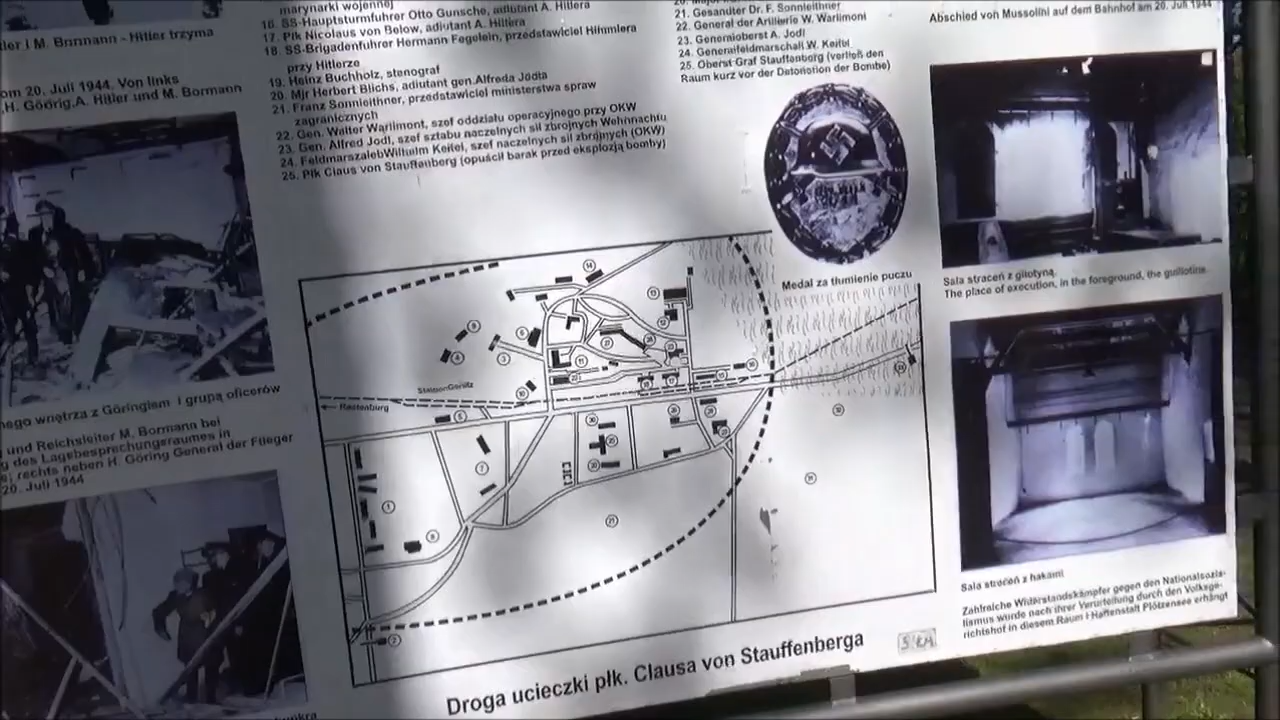 marynarki wojennej
16. SS-Hauptsturmfuhrer Otto Gunsche, adiutant A. Hitlera
17. Płk Nicolaus von Below, adiutant A. Hitlera
18. SS-Brigadenfuhrer Hermann Fegelein, przedstawiciel Himmlera
przy Hitlerze
19. Heinz Buchholz, stenograf
20. Mjr Herbert Blichs, adiutant gen.Alfreda Jodla
21. Franz Sonnleithner, przedstawiciel ministerstwa spraw
zagranicznych
22. Gen. Walter Warlimont, szef oddziału operacyjnego przy OKW
23. Gen. Alfred Jodl, szef sztabu naczelnych sił zbrojnych Wehrmachtu
24. FeldmarszałebWilhulm Keitel, szef naczelnych sił zbrojnych (OKW)
25. Płk Claus von Stauffenberg (opuścił barak przed eksplozją bomby)
21. Gesandter Dr. F. Sonnleithner
22. General der Artillerie W. Warlimont
23. Generaloberst A. Jodl
24. Generalfeldmarschall W. Keitel
25. Oberst Graf Stauffenberg (verließ den
Raum kurz vor der Detonation der Bombe)
Abschied von Mussolini auf dem Bahnhof am 20. Juli 1944
M. Bormann - Hitler trzyma
om 20. Juli 1944, Von links
H. Göörig,A. Hitler und M. Bormann
nego wnętrza z Göringiem i grupą oficerów
und Reichsleiter M. Bormann bei
g des Lagebesprechungsraumes in
rechts neben H. Göring General der Flieger
20. Juli 1944
Medal za tłumienie puczu
Sala straceń z gilotyną.
The place of execution, in the foreground, the guillotine.
Sala straceń z hakami
Zahlreiche Widerstandskämpfer gegen den Nationalsozia-
lismus wurde nach ihrer Verurteilung durch den Volksge-
richtshof in diesem Raum i Haftenstalt Plötzensee erhängt
Station Görlitz
Rastenburg
Droga ucieczki płk. Clausa von Stauffenberga